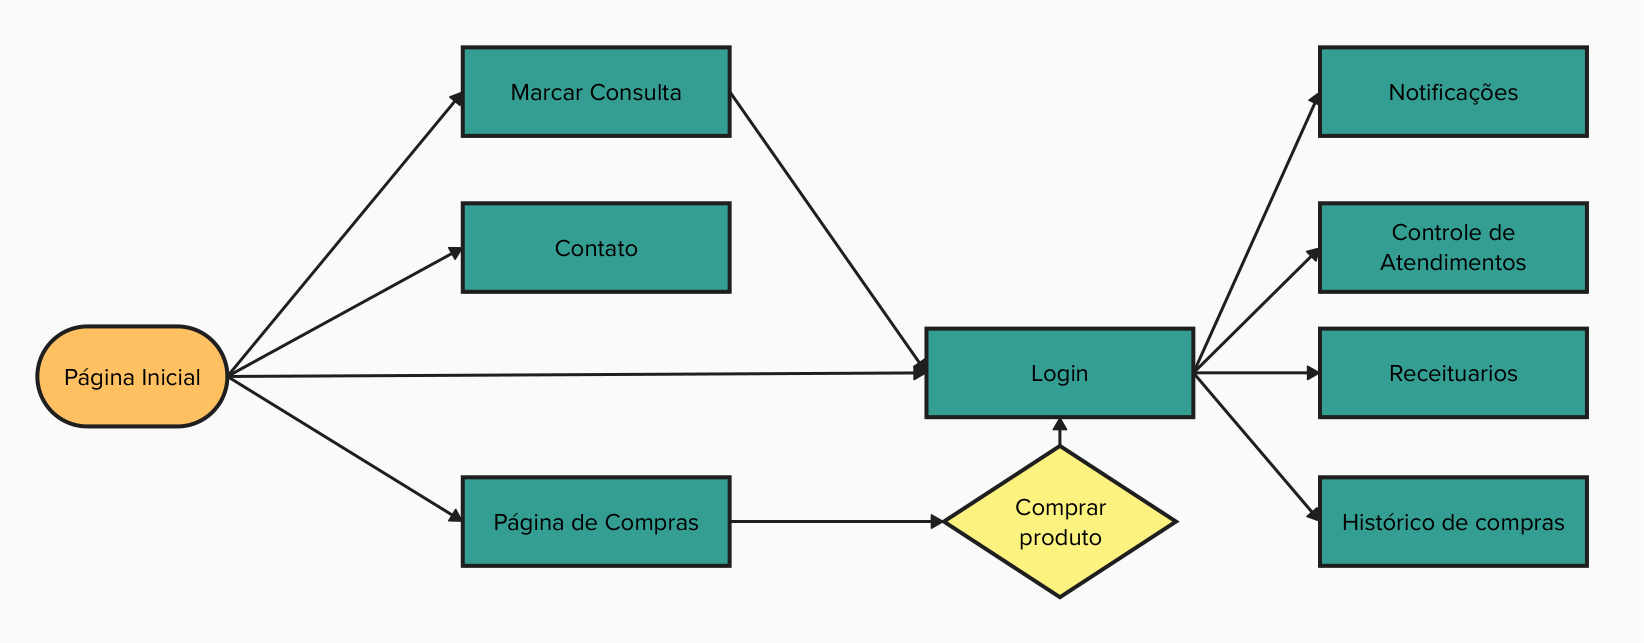 Página Inicial
Marcar Consulta
Contato
Página de Compras
Login
Comprar
produto
Notificações
Controle de
Atendimentos
Receituarios
Histórico de compras